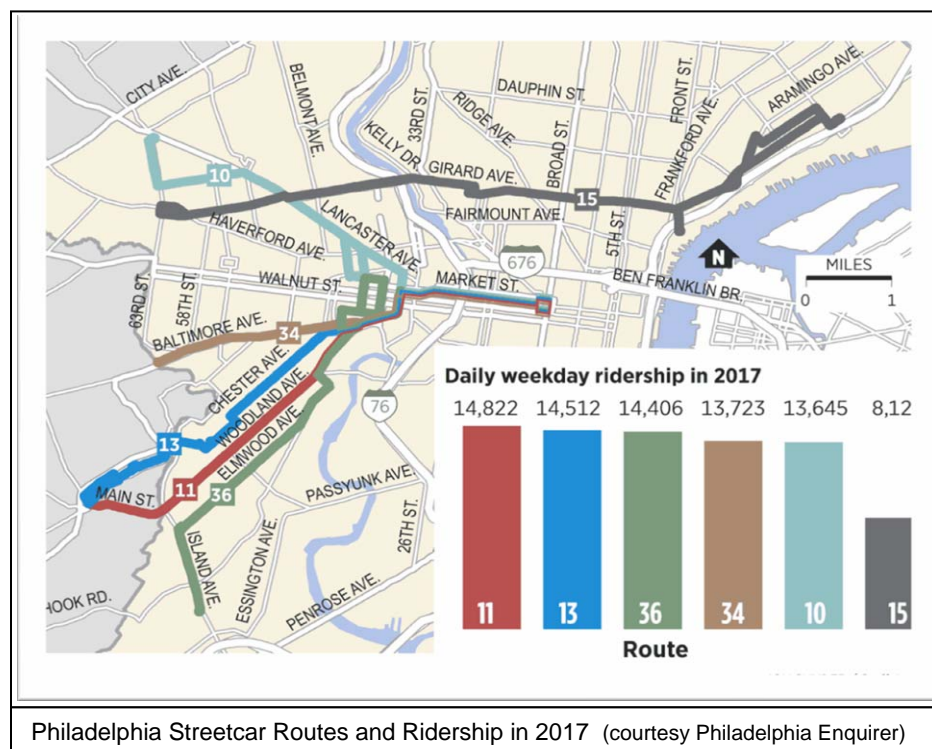 CITY AVE.
BELMONT AVE.
KELLY DR.
33RD ST.
RIDGE AVE.
DAUPHIN ST.
BROAD ST.
FRONT ST.
FRANKFORD AVE.
ARAMINGO AVE.
10
GIRARD AVE.
15
HAVERFORD AVE.
LANCASTER AVE.
FAIRMOUNT AVE.
5TH ST.
N
63RD ST.
58TH ST.
WALNUT ST.
MARKET ST.
676
BEN FRANKLIN BR.
MILES
0 1
BALTIMORE AVE.
34
CHESTER AVE.
WOODLAND AVE.
ELMWOOD AVE.
76
13
MAIN ST.
11
36
PASSYUNK AVE.
26TH ST.
ISLAND AVE.
ESSINGTON AVE.
PENROSE AVE.
HOOK RD.
Daily weekday ridership in 2017
14,822 14,512 14,406 13,723 13,645 8,12
11 13 36 34 10 15
Route
Philadelphia Streetcar Routes and Ridership in 2017 (courtesy Philadelphia Enquirer)